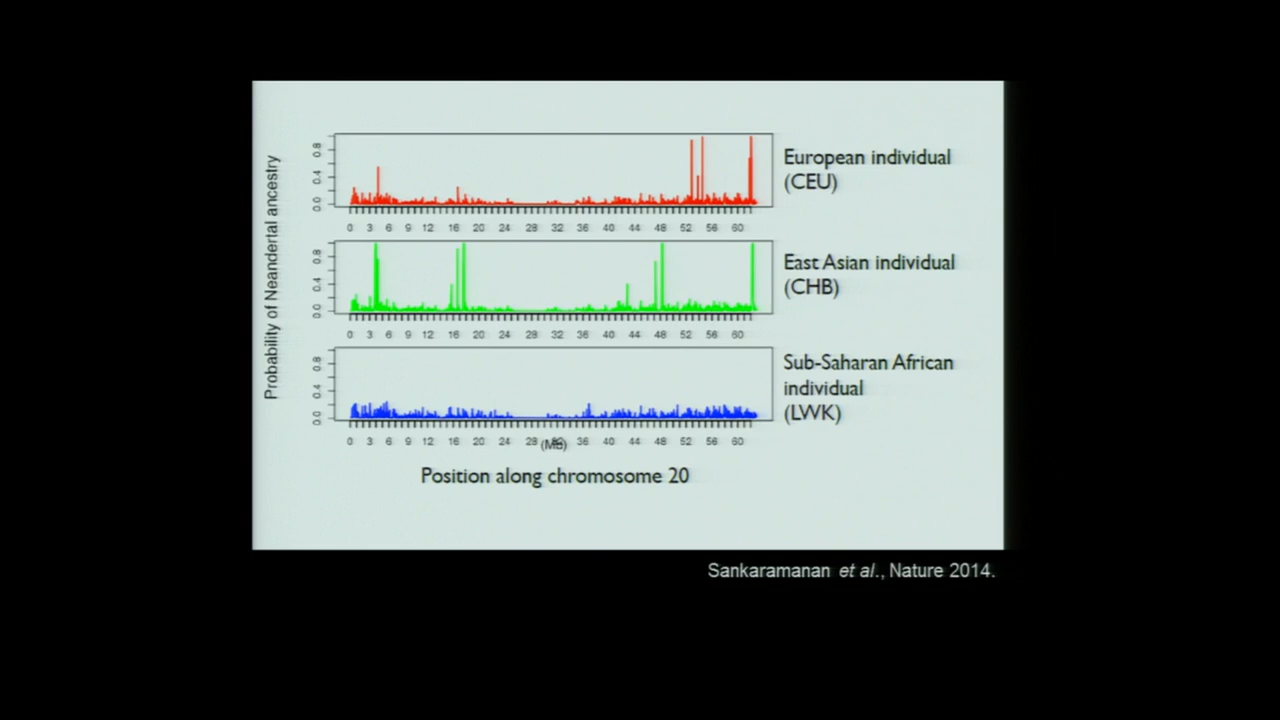 Probability of Neandertal ancestry
0.0 0.4 0.8
0 3 6 9 12 16 20 24 28 32 36 40 44 48 52 56 60
European individual
(CEU)
0.0 0.4 0.8
0 3 6 9 12 16 20 24 28 32 36 40 44 48 52 56 60
East Asian individual
(CHB)
0.0 0.4 0.8
0 3 6 9 12 16 20 24 28 36 40 44 48 52 56 60
(Mb)
Sub-Saharan African
individual
(LWK)
Position along chromosome 20
Sankaramanan et al., Nature 2014.